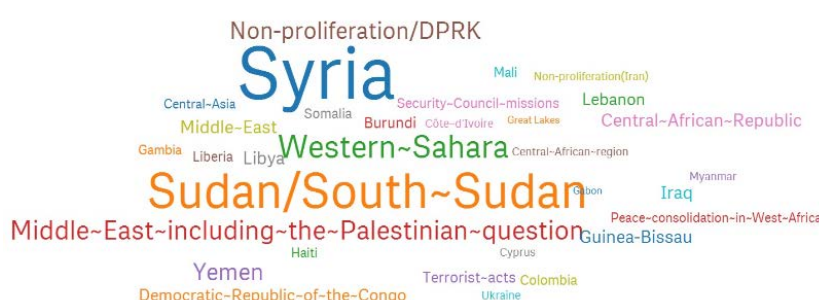 Non-proliferation/DPRK
Syria
Mali
Non-proliferation(Iran)
Central~Asia
Security~Council~missions
Lebanon
Somalia
Middle~East
Burundi
Côte~d'Ivoire
Great Lakes
Central~African~Republic
Gambia
Liberia
Libya
Western~Sahara
Central~African~region
Sudan/South~Sudan
Gabon
Myanmar
Iraq
Peace~consolidation~in~West~Africa
Middle~East~including~the~Palestinian~question
Guinea-Bissau
Haiti
Cyprus
Yemen
Terrorist~acts
Colombia
Democratic~Republic~of~the~Congo
Ukraine